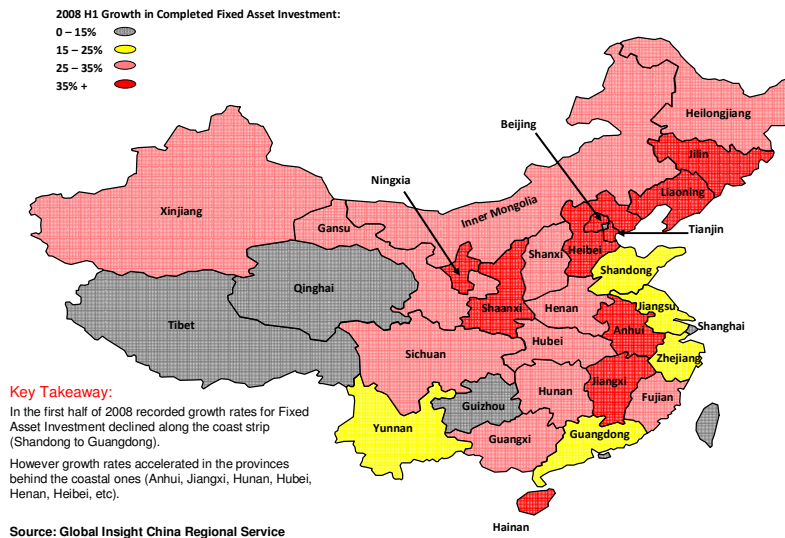 2008 H1 Growth in Completed Fixed Asset Investment:
0 – 15%
15 – 25%
25 – 35%
35% +
Heilongjiang
Beijing
Jilin
Ningxia
Liaoning
Xinjiang
Inner Mongolia
Gansu
Tianjin
Shanxi
Heibei
Shandong
Qinghai
Shaanxi
Henan
Jiangsu
Tibet
Anhui
Shanghai
Hubei
Sichuan
Zhejiang
Jiangxi
Hunan
Fujian
Guizhou
Yunnan
Guangxi
Guangdong
Hainan
Key Takeaway:
In the first half of 2008 recorded growth rates for Fixed
Asset Investment declined along the coast strip
(Shandong to Guangdong).
However growth rates accelerated in the provinces
behind the coastal ones (Anhui, Jiangxi, Hunan, Hubei,
Henan, Heibei, etc).
Source: Global Insight China Regional Service